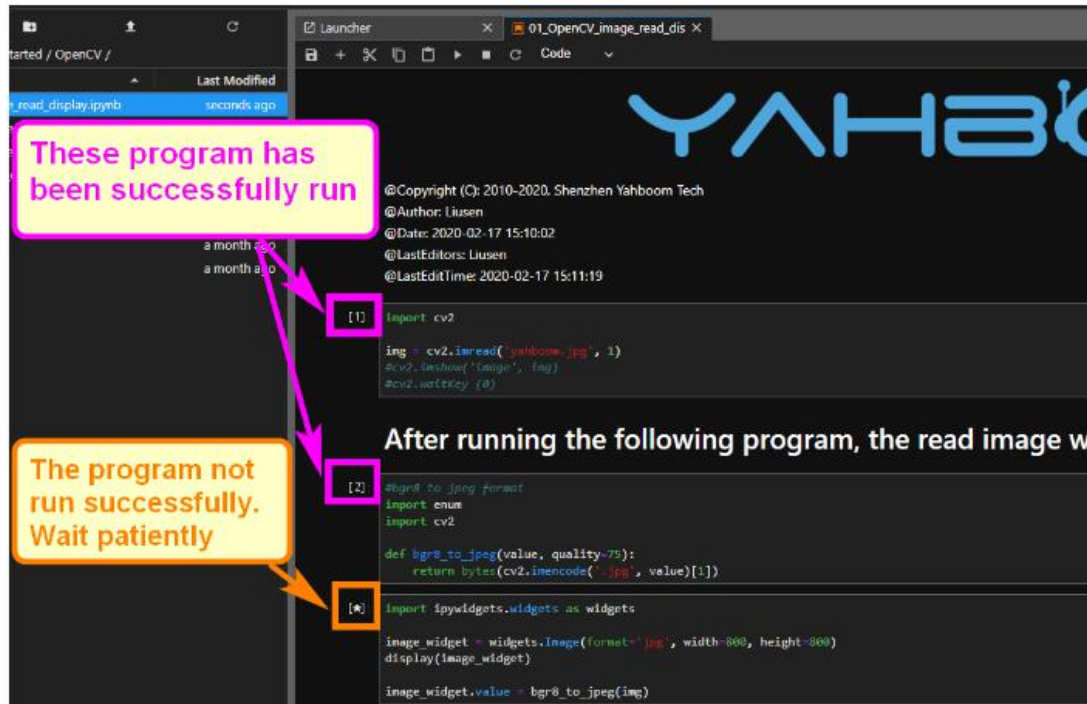 Launcher
01_OpenCV_image_read_dis
tarted / OpenCV /
Code
Last Modified
e_read_display.ipynb
seconds ago
YAHBO
These program has
been successfully run
@Copyright (C): 2010-2020, Shenzhen Yahboom Tech
@Author: Liusen
@Date: 2020-02-17 15:10:02
@LastEditors: Liusen
@LastEditTime: 2020-02-17 15:11:19
a month ago
a month ago
[1]
import cv2
img = cv2.imread('yahboom.jpg', 1)
#cv2.imshow('image', img)
#cv2.waitKey (0)
After running the following program, the read image w
The program not
run successfully.
Wait patiently
[2]
#bgr8 to jpeg format
import enum
import cv2
def bgr8_to_jpeg(value, quality=75):
return bytes(cv2.imencode('.jpg', value)[1])
[*]
import ipywidgets.widgets as widgets
image_widget = widgets.Image(format='jpg', width=800, height=800)
display(image_widget)
image_widget.value = bgr8_to_jpeg(img)